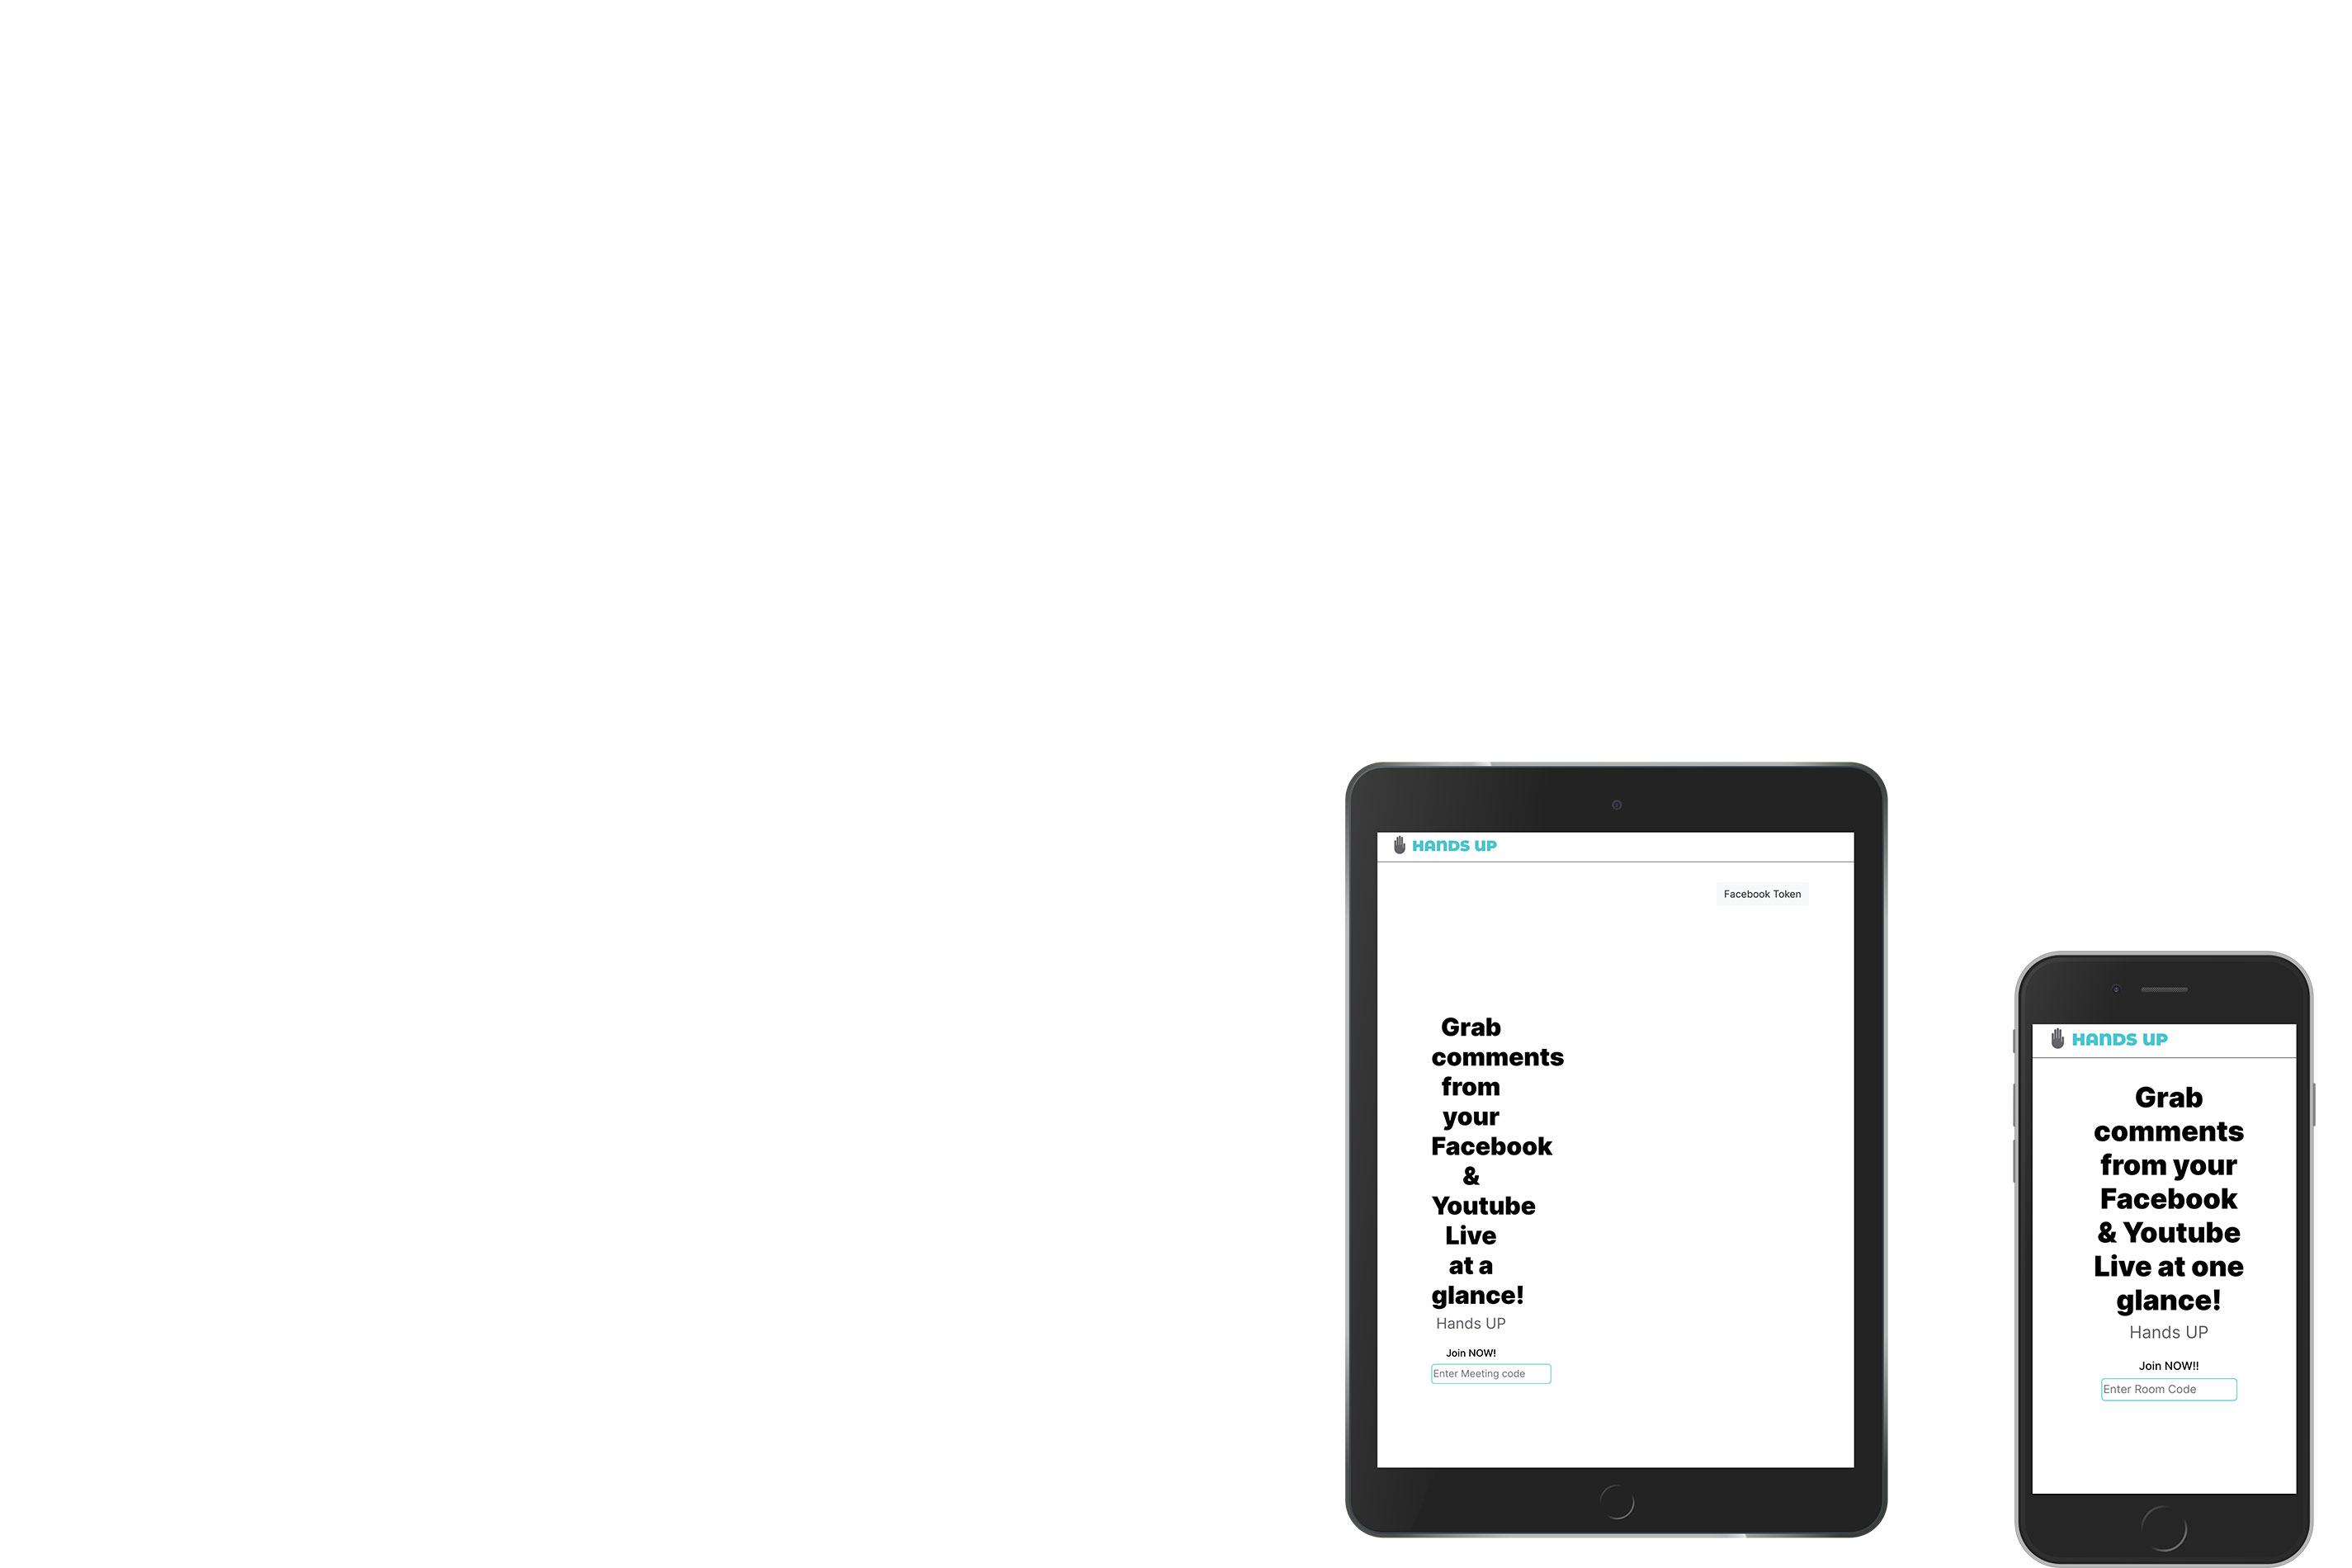 HANDS UP
Facebook Token
Grab
comments
from
your
Facebook
&
Youtube
Live
at a
glance!
Hands UP
Join NOW!
Enter Meeting code
HANDS UP
Grab
comments
from your
Facebook
& Youtube
Live at one
glance!
Hands UP
Join NOW!!
Enter Room Code